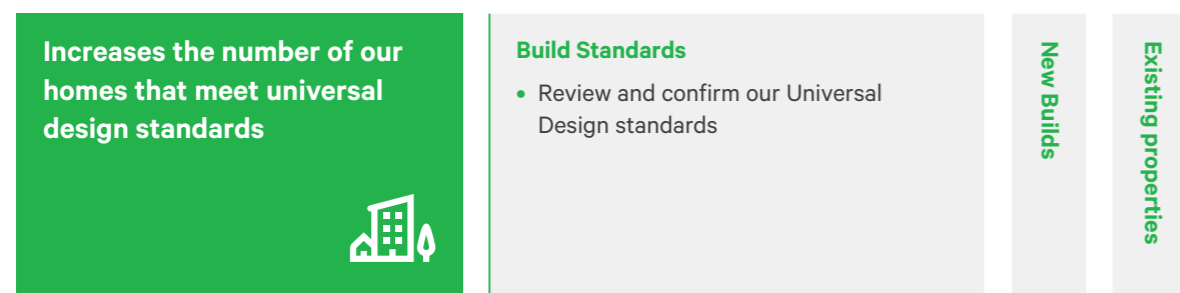 Increases the number of our
homes that meet universal
design standards
Build Standards
• Review and confirm our Universal
Design standards
New Builds
Existing properties